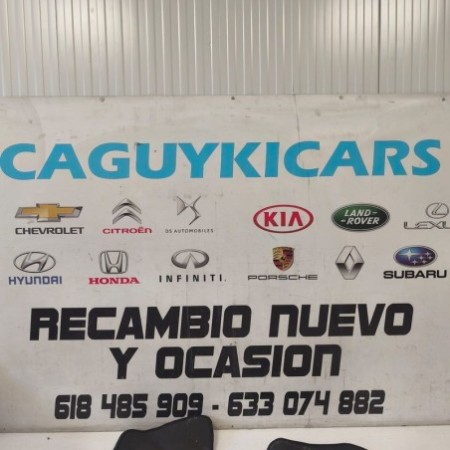 CAGUYKICARS
CHEVROLET CITROËN DS AUTOMOBILES KIA LAND-ROVER LEXUS
HYUNDAI HONDA INFINITI PORSCHE SUBARU
RECAMBIO NUEVO
Y OCASION
618 485 909 - 633 074 882